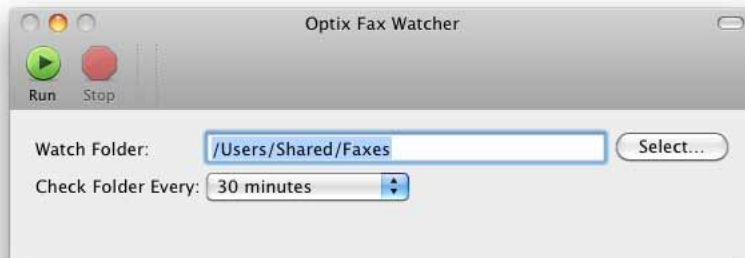 Optix Fax Watcher
Run Stop
Watch Folder: /Users/Shared/Faxes Select...
Check Folder Every: 30 minutes